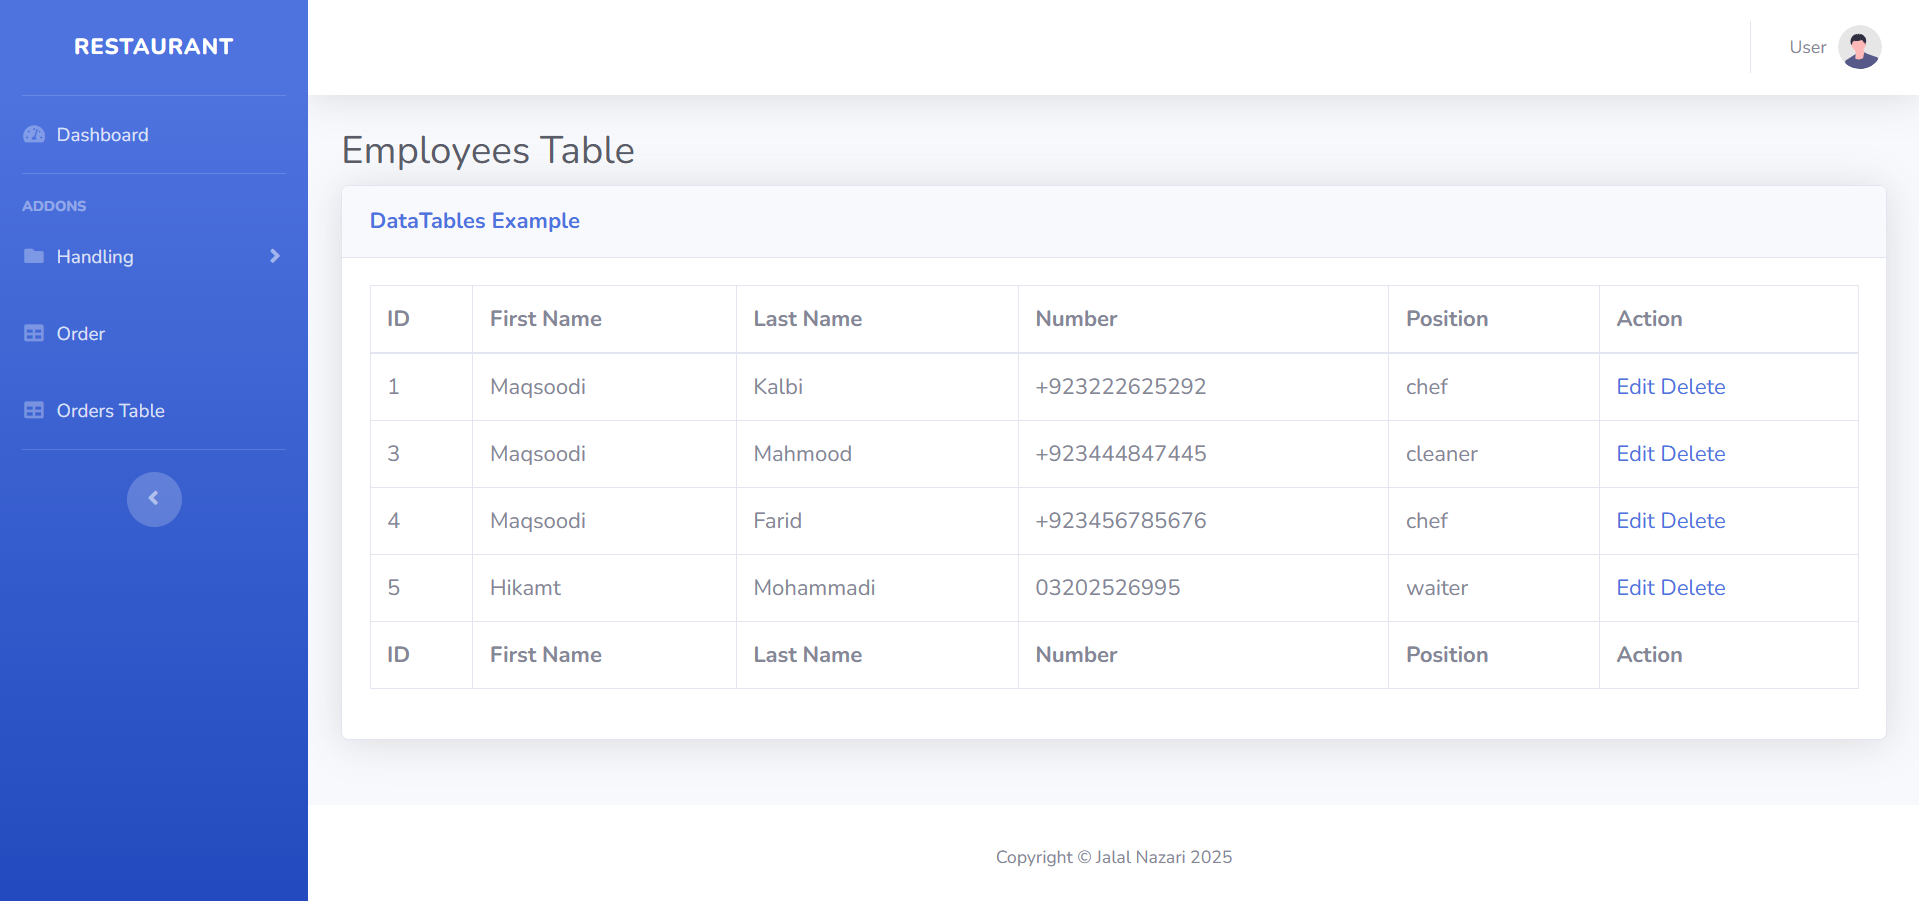 RESTAURANT
User
Dashboard
ADDONS
Handling
Order
Orders Table
Employees Table
DataTables Example
ID First Name Last Name Number Position Action
1 Maqsoodi Kalbi +923222625292 chef Edit Delete
3 Maqsoodi Mahmood +923444847445 cleaner Edit Delete
4 Maqsoodi Farid +923456785676 chef Edit Delete
5 Hikamt Mohammadi 03202526995 waiter Edit Delete
ID First Name Last Name Number Position Action
Copyright © Jalal Nazari 2025